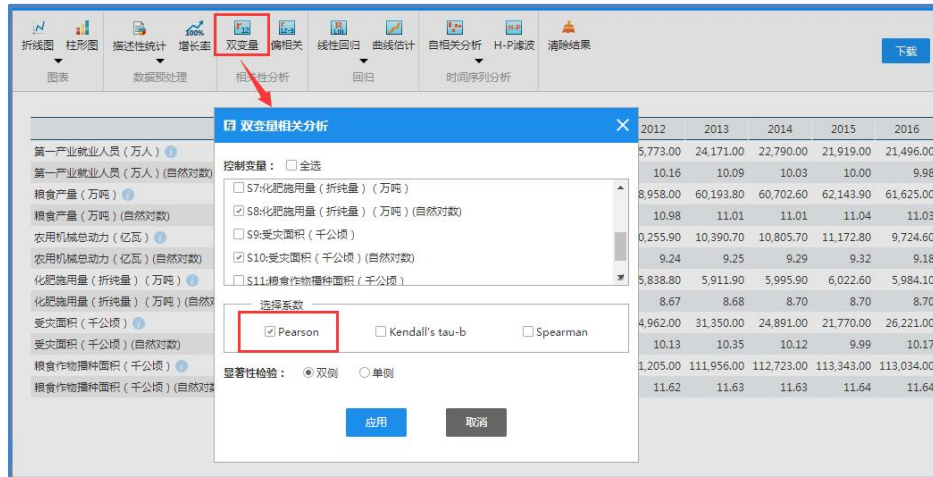 折线图 柱形图 描述性统计 增长率 双变量 偏相关 线性回归 曲线估计 自相关分析 H-P滤波 清除结果
下载
图表 数据预处理 相关性分析 回归 时间序列分析
双变量相关分析
控制变量： 全选
S7:化肥施用量（折纯量）（万吨）
S8:化肥施用量（折纯量）（万吨）(自然对数)
S9:受灾面积（千公顷）
S10:受灾面积（千公顷）(自然对数)
S11:粮食作物播种面积（千公顷）
选择系数
Pearson Kendall's tau-b Spearman
显著性检验： 双侧 单侧
应用 取消
2012 2013 2014 2015 2016
第一产业就业人员（万人） 5,773.00 24,171.00 22,790.00 21,919.00 21,496.00
第一产业就业人员（万人）(自然对数) 10.16 10.09 10.03 10.00 9.98
粮食产量（万吨） 8,958.00 60,193.80 60,702.60 62,143.90 61,625.00
粮食产量（万吨）(自然对数) 10.98 11.01 11.01 11.04 11.03
农用机械总动力（亿瓦） 0,255.90 10,390.70 10,805.70 11,172.80 9,724.60
农用机械总动力（亿瓦）(自然对数) 9.24 9.25 9.29 9.32 9.18
化肥施用量（折纯量）（万吨） 5,838.80 5,911.90 5,995.90 6,022.60 5,984.10
化肥施用量（折纯量）（万吨）(自然 8.67 8.68 8.70 8.70 8.70
受灾面积（千公顷） 4,962.00 31,350.00 24,891.00 21,770.00 26,221.00
受灾面积（千公顷）(自然对数) 10.13 10.35 10.12 9.99 10.17
粮食作物播种面积（千公顷） 1,205.00 111,956.00 112,723.00 113,343.00 113,034.00
粮食作物播种面积（千公顷）(自然对 11.62 11.63 11.63 11.64 11.64